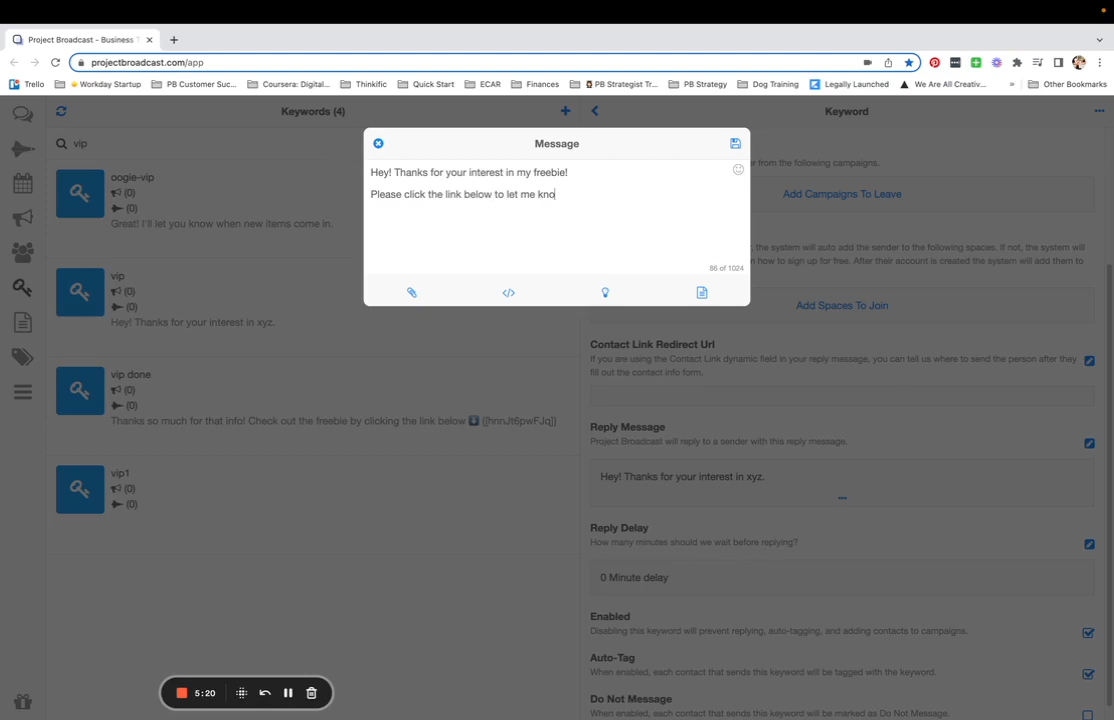 Project Broadcast - Business T
projectbroadcast.com/app
Trello
Workday Startup
PB Customer Suc...
Coursera: Digital...
Thinkific
Quick Start
ECAR
Finances
PB Strategist Tr...
PB Strategy
Dog Training
Legally Launched
We Are All Creativ...
»
Other Bookmarks
Keywords (4)
Keyword
vip
oogie-vip
(0)
(0)
Great! I'll let you know when new items come in.
vip
(0)
(0)
Hey! Thanks for your interest in xyz.
vip done
(0)
(0)
Thanks so much for that info! Check out the freebie by clicking the link below ⬇️ {{hnnJt6pwFJq}}
vip1
(0)
(0)
Message
Hey! Thanks for your interest in my freebie!
Please click the link below to let me kno
86 of 1024
er from the following campaigns.
Add Campaigns To Leave
, the system will auto add the sender to the following spaces. If not, the system will
on how to sign up for free. After their account is created the system will add them to
Add Spaces To Join
Contact Link Redirect Url
If you are using the Contact Link dynamic field in your reply message, you can tell us where to send the person after they
fill out the contact info form.
Reply Message
Project Broadcast will reply to a sender with this reply message.
Hey! Thanks for your interest in xyz.
Reply Delay
How many minutes should we wait before replying?
0 Minute delay
Enabled
Disabling this keyword will prevent replying, auto-tagging, and adding contacts to campaigns.
Auto-Tag
When enabled, each contact that sends this keyword will be tagged with the keyword.
Do Not Message
When enabled, each contact that sends this keyword will be marked as Do Not Message.
5:20